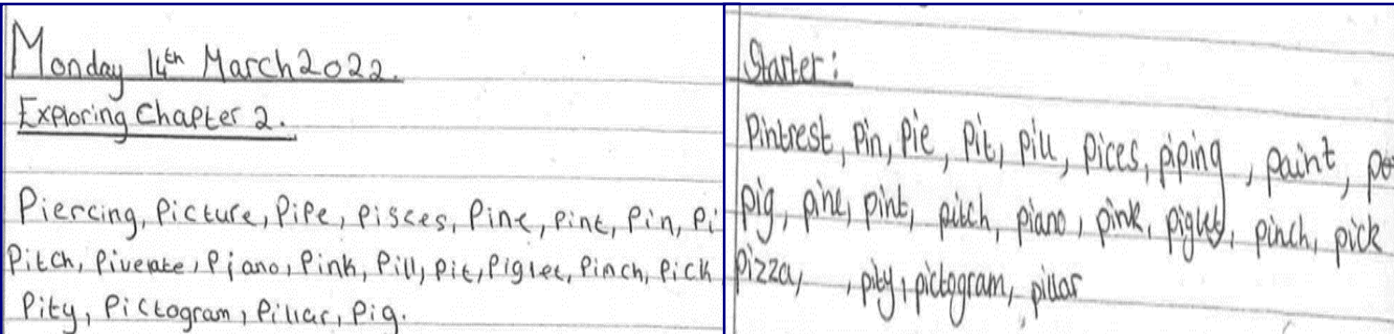 Monday 14th March 2022.
Exploring Chapter 2.
Piercing, Picture, Pipe, Pisces, Pine, Pint, Pin, Pi
Pitch, Piverate, Piano, Pink, Pill, Pit, Piglet, Pinch, Pick
Pity, Pictogram, Pillar, Pig.
Starter:
Pintrest, pin, pie, pit, pill, pices, piping, paint,
pig, pine, pint, pitch, piano, pink, piglet, pinch, pick
pizza, , pity, pictogram, pillar